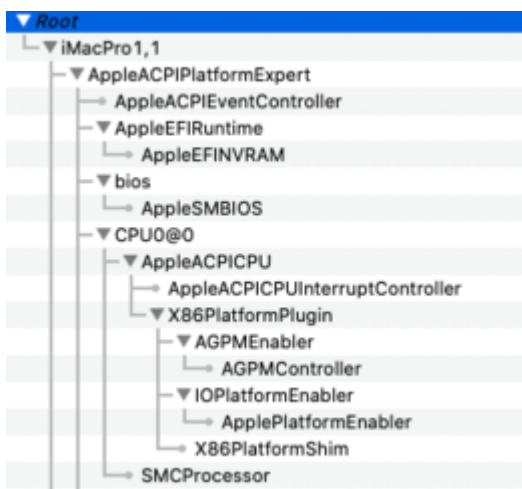 Root
iMacPro1,1
AppleACPIPlatformExpert
AppleACPIEventController
AppleEFIRuntime
AppleEFINVRAM
bios
AppleSMBIOS
CPU0@0
AppleACPICPU
AppleACPICPUInterruptController
X86PlatformPlugin
AGPMEnabler
AGPMController
IOPlatformEnabler
ApplePlatformEnabler
X86PlatformShim
SMCProcessor